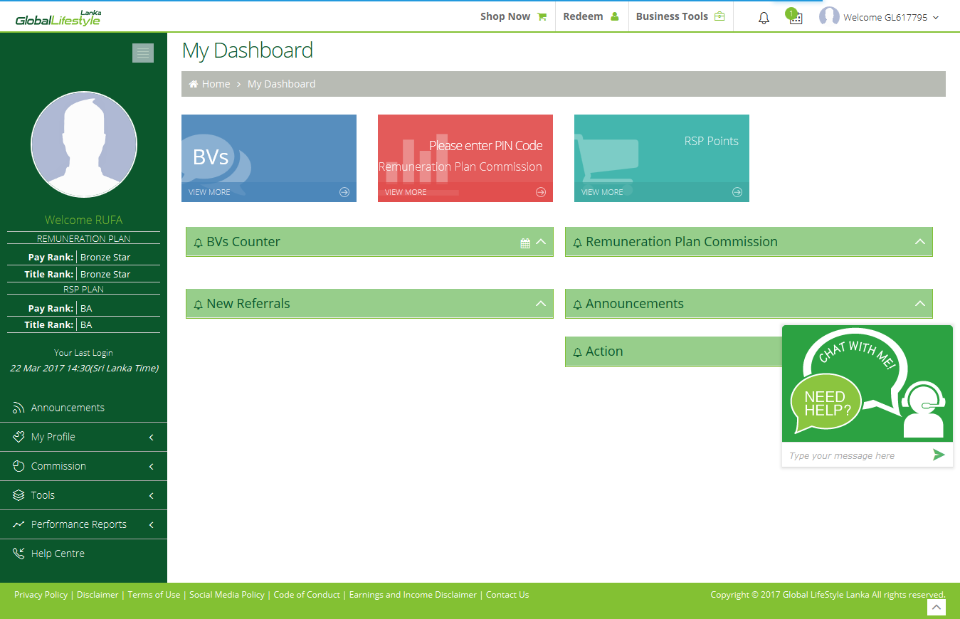 Lanka
GlobalLifestyle
Shop Now
Redeem
Business Tools
1
Welcome GL617795
My Dashboard
Home > My Dashboard
Welcome RUFA
REMUNERATION PLAN
Pay Rank: Bronze Star
Title Rank: Bronze Star
RSP PLAN
Pay Rank: BA
Title Rank: BA
Your Last Login
22 Mar 2017 14:30(Sri Lanka Time)
Announcements
My Profile
Commission
Tools
Performance Reports
Help Centre
BVs
VIEW MORE
Please enter PIN Code
Remuneration Plan Commission
VIEW MORE
RSP Points
VIEW MORE
BVs Counter
Remuneration Plan Commission
New Referrals
Announcements
Action
CHAT WITH ME!
NEED
HELP?
Type your message here
Privacy Policy | Disclaimer | Terms of Use | Social Media Policy | Code of Conduct | Earnings and Income Disclaimer | Contact Us
Copyright © 2017 Global LifeStyle Lanka All rights reserved.